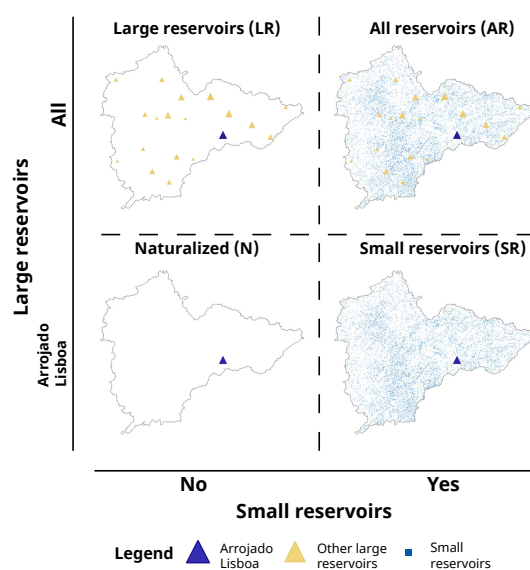 Large reservoirs (LR)
All reservoirs (AR)
All
Large reservoirs
Naturalized (N)
Small reservoirs (SR)
Arrojado
Lisboa
No
Yes
Small reservoirs
Legend
Arrojado
Lisboa
Other large
reservoirs
Small
reservoirs